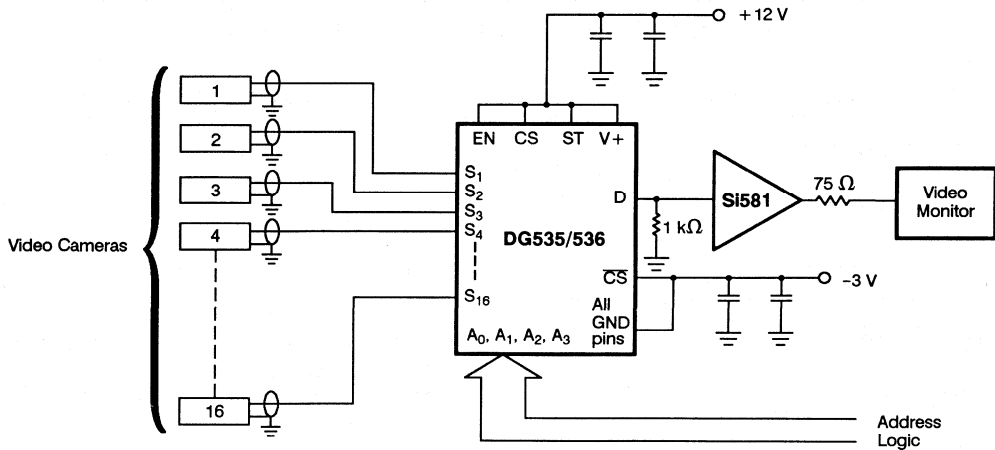 +12 V
1
2
3
4
16
Video Cameras
EN CS ST V+
S1
S2
S3
S4
S16
D
DG535/536
C̅S̅
All
GND
pins
A0, A1, A2, A3
1 kΩ
Si581
75 Ω
Video
Monitor
−3 V
Address
Logic